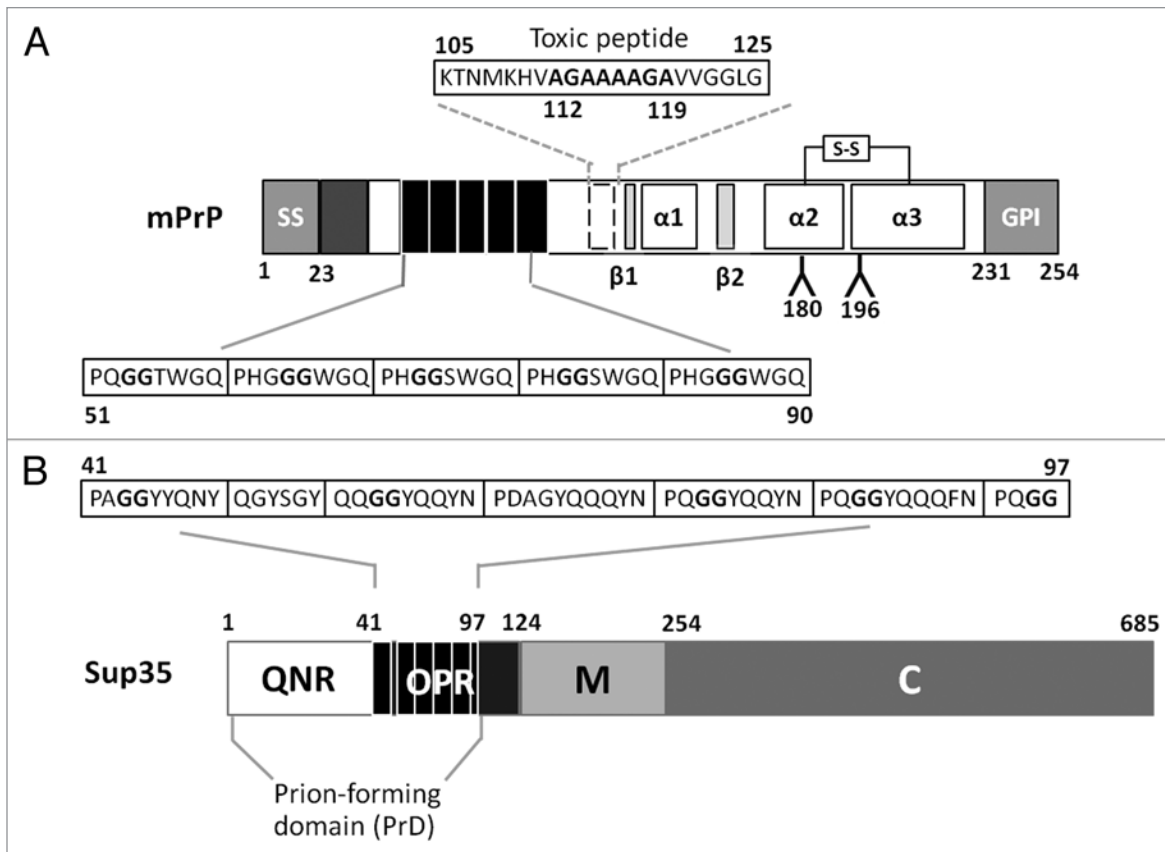 A
Toxic peptide
105 125
KTNMKHVAGAAAAGAVVGGLG
112 119
S-S
mPrP SS α1 α2 α3 GPI
1 23 β1 β2 180 196 231 254
PQGGTWGQ PHGGGWGQ PHGGSWGQ PHGGSWGQ PHGGGWGQ
51 90
B
41 97
PAGGYYQNY QGYSGY QQGGYQQYN PDAGYQQQYN PQGGYQQYN PQGGYQQQFN PQGG
1 41 97 124 254 685
Sup35 QNR OPR M C
Prion-forming
domain (PrD)